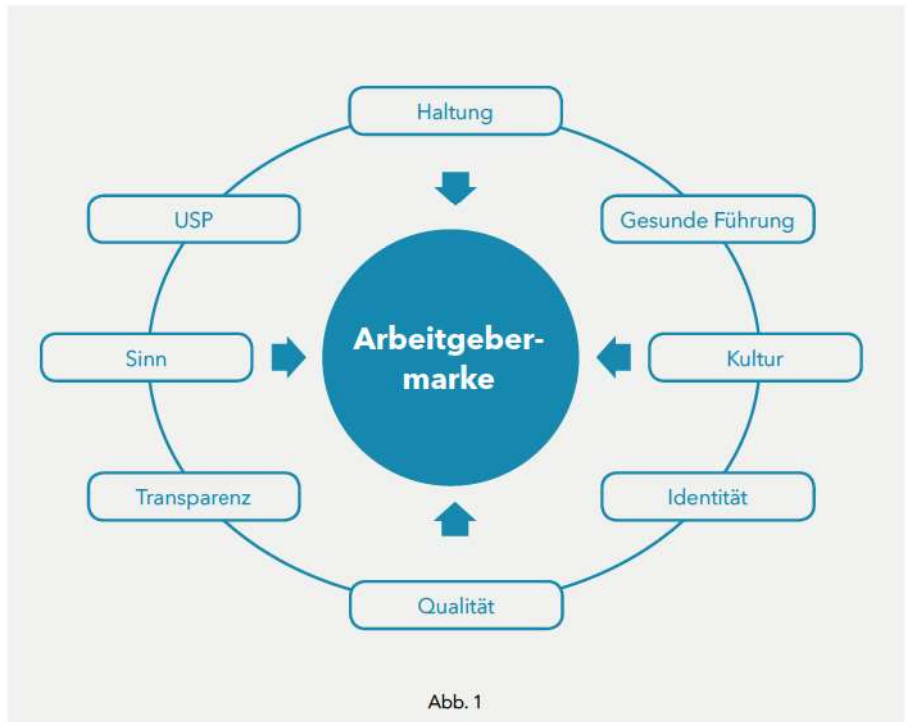 Haltung
USP
Gesunde Führung
Arbeitgeber-
marke
Sinn
Kultur
Transparenz
Identität
Qualität
Abb. 1